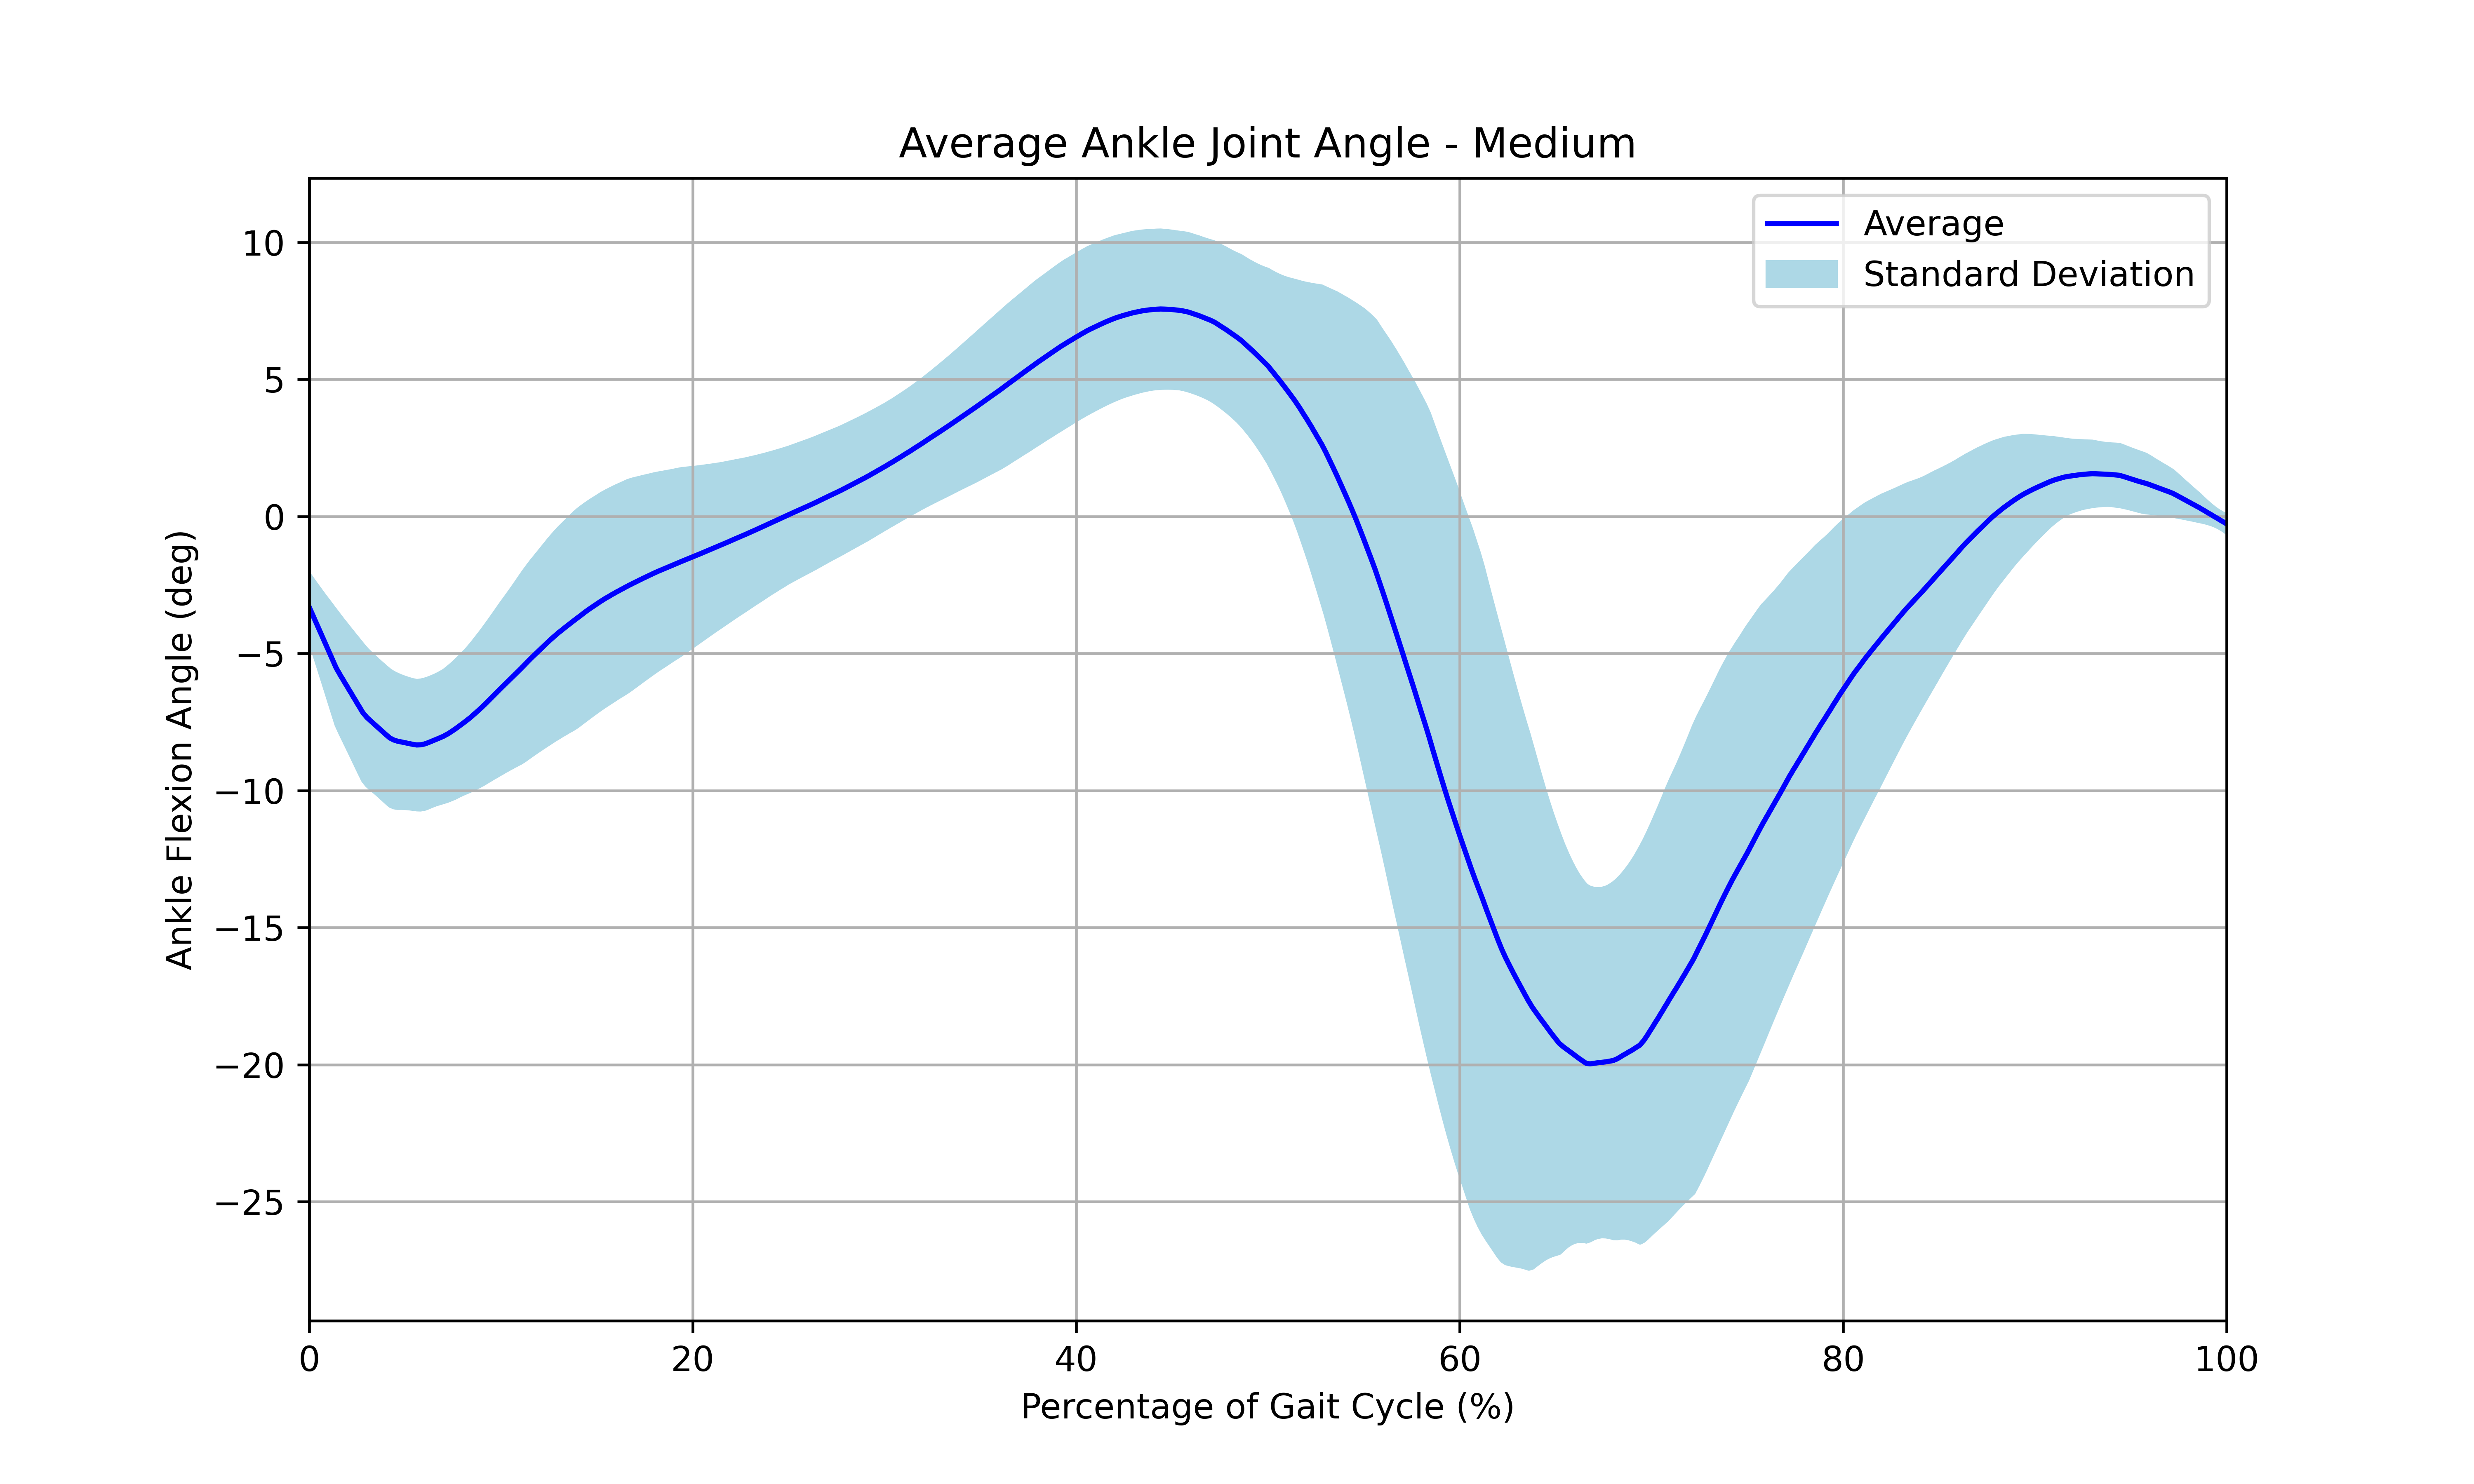 Average Ankle Joint Angle - Medium
Average
Standard Deviation
Ankle Flexion Angle (deg)
10
5
0
−5
−10
−15
−20
−25
0 20 40 60 80 100
Percentage of Gait Cycle (%)